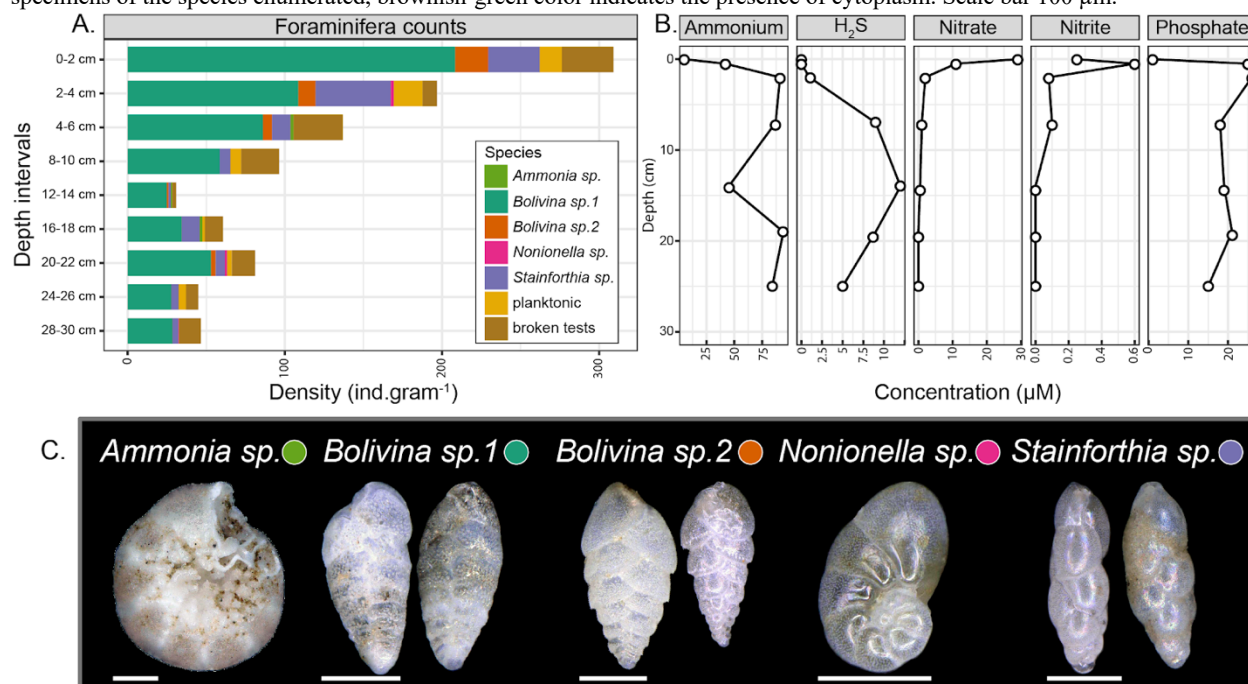 specimens of the species enumerated, brownish-green color indicates the presence of cytoplasm. Scale bar 100 μm.
A.
Foraminifera counts
Depth intervals
0-2 cm
2-4 cm
4-6 cm
8-10 cm
12-14 cm
16-18 cm
20-22 cm
24-26 cm
28-30 cm
Species
Ammonia sp.
Bolivina sp.1
Bolivina sp.2
Nonionella sp.
Stainforthia sp.
planktonic
broken tests
0 100 200 300
Density (ind.gram⁻¹)
B.
Ammonium H₂S Nitrate Nitrite Phosphate
Depth (cm)
0
10
20
30
25 50 75 0.0 2.5 5 7.5 10 0 10 20 30 0.0 0.2 0.4 0.6 0 10 20
Concentration (μM)
C.
Ammonia sp. Bolivina sp.1 Bolivina sp.2 Nonionella sp. Stainforthia sp.